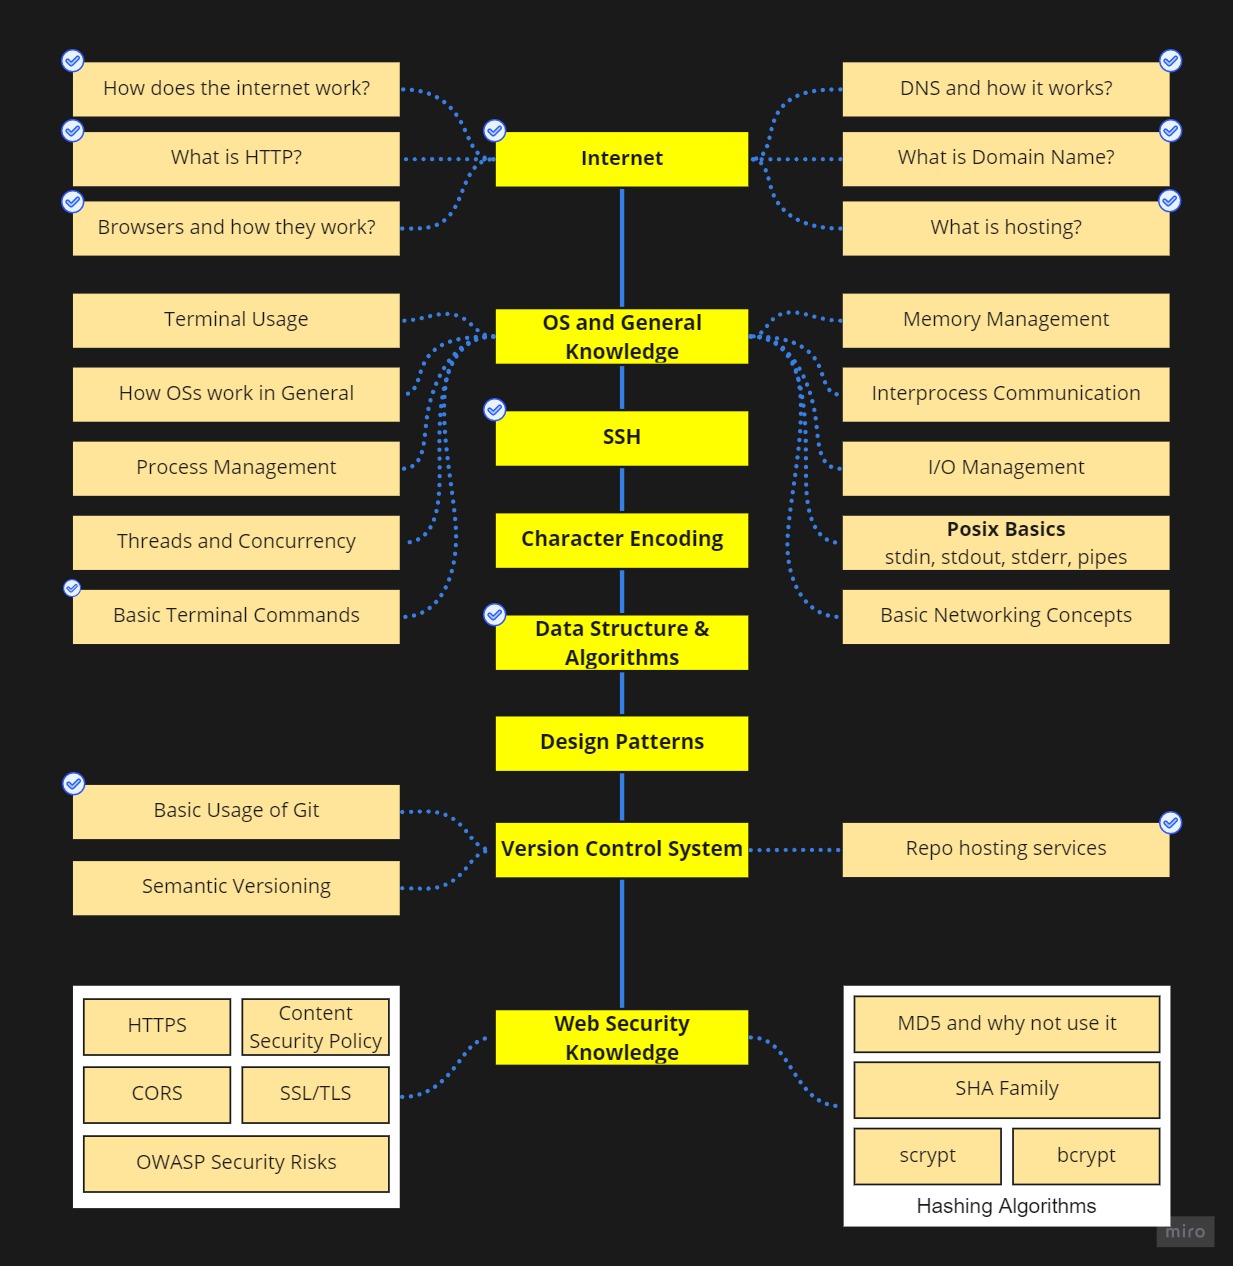 How does the internet work?
DNS and how it works?
What is HTTP?
Internet
What is Domain Name?
Browsers and how they work?
What is hosting?
Terminal Usage
OS and General
Knowledge
Memory Management
How OSs work in General
Interprocess Communication
SSH
Process Management
I/O Management
Threads and Concurrency
Character Encoding
Posix Basics
stdin, stdout, stderr, pipes
Basic Terminal Commands
Data Structure &
Algorithms
Basic Networking Concepts
Design Patterns
Basic Usage of Git
Version Control System
Repo hosting services
Semantic Versioning
HTTPS
Content
Security Policy
Web Security
Knowledge
MD5 and why not use it
CORS
SSL/TLS
SHA Family
OWASP Security Risks
scrypt
bcrypt
Hashing Algorithms
miro